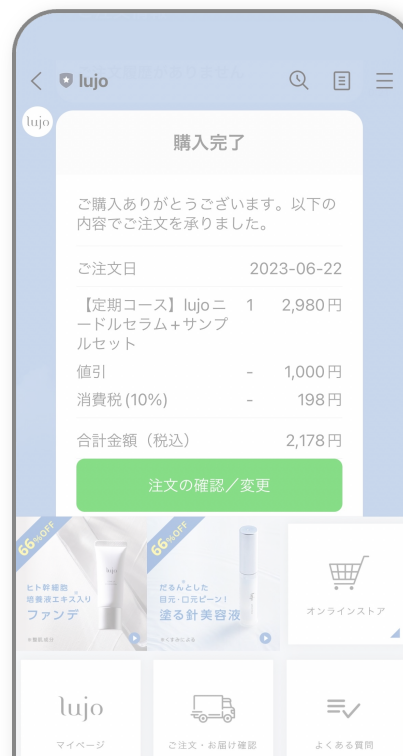 lujo
lujo
購入完了
ご購入ありがとうございます。以下の
内容でご注文を承りました。
ご注文日 2023-06-22
【定期コース】lujoニ 1 2,980円
ードルセラム+サンプ
ルセット
値引 - 1,000円
消費税(10%) - 198円
合計金額(税込) 2,178円
注文の確認/変更
66%OFF
ヒト幹細胞
培養液エキス入り
ファンデ
lujo
66%OFF
だるんとした
目元・口元ピーン!
塗る針美容液
オンラインストア
lujo
マイページ
ご注文・お届け確認
よくある質問